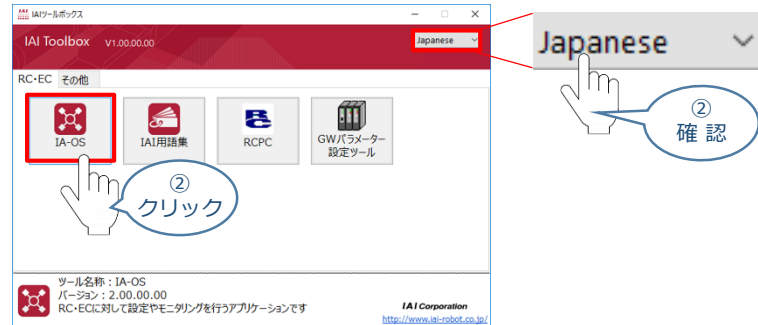 IAIツールボックス
IAI Toolbox V1.00.00.00
Japanese
RC・EC その他
IA-OS
IAI用語集
RCPC
GWパラメーター
設定ツール
②
クリック
ツール名称：IA-OS
バージョン：2.00.00.00
RC・ECに対して設定やモニタリングを行うアプリケーションです
IAI Corporation
http://www.iai-robot.co.jp/
Japanese
②
確 認